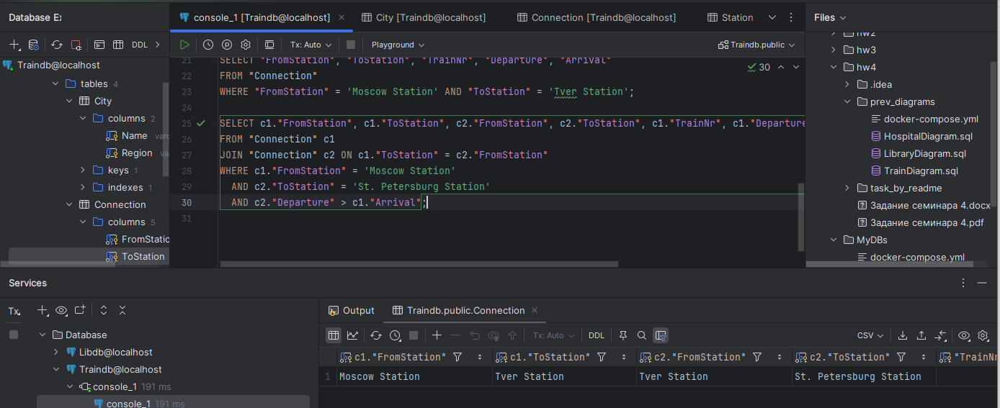 Database Ex
console_1 [Traindb@localhost]
City [Traindb@localhost]
Connection [Traindb@localhost]
Station
Files
DDL
Tx: Auto
Playground
Traindb.public
Traindb@localhost
tables 4
City
columns 2
Name varc
Region va
keys 1
indexes 1
Connection
columns 5
FromStatio
ToStation
30
21 SELECT "FromStation", "ToStation", "TrainNr", "Departure", "Arrival"
22 FROM "Connection"
23 WHERE "FromStation" = 'Moscow Station' AND "ToStation" = 'Tver Station';
24
25 SELECT c1."FromStation", c1."ToStation", c2."FromStation", c2."ToStation", c1."TrainNr", c1."Departure
26 FROM "Connection" c1
27 JOIN "Connection" c2 ON c1."ToStation" = c2."FromStation"
28 WHERE c1."FromStation" = 'Moscow Station'
29 AND c2."ToStation" = 'St. Petersburg Station'
30 AND c2."Departure" > c1."Arrival";
31
hw2
hw3
hw4
.idea
prev_diagrams
docker-compose.yml
HospitalDiagram.sql
LibraryDiagram.sql
TrainDiagram.sql
task_by_readme
Задание семинара 4.docx
Задание семинара 4.pdf
MyDBs
docker-compose.yml
Services
Tx
Database
Libdb@localhost
Traindb@localhost
console_1 191 ms
console_1 191 ms
Output
Traindb.public.Connection
Tx: Auto
DDL
CSV
c1."FromStation" c1."ToStation" c2."FromStation" c2."ToStation" "TrainNr
1 Moscow Station Tver Station Tver Station St. Petersburg Station